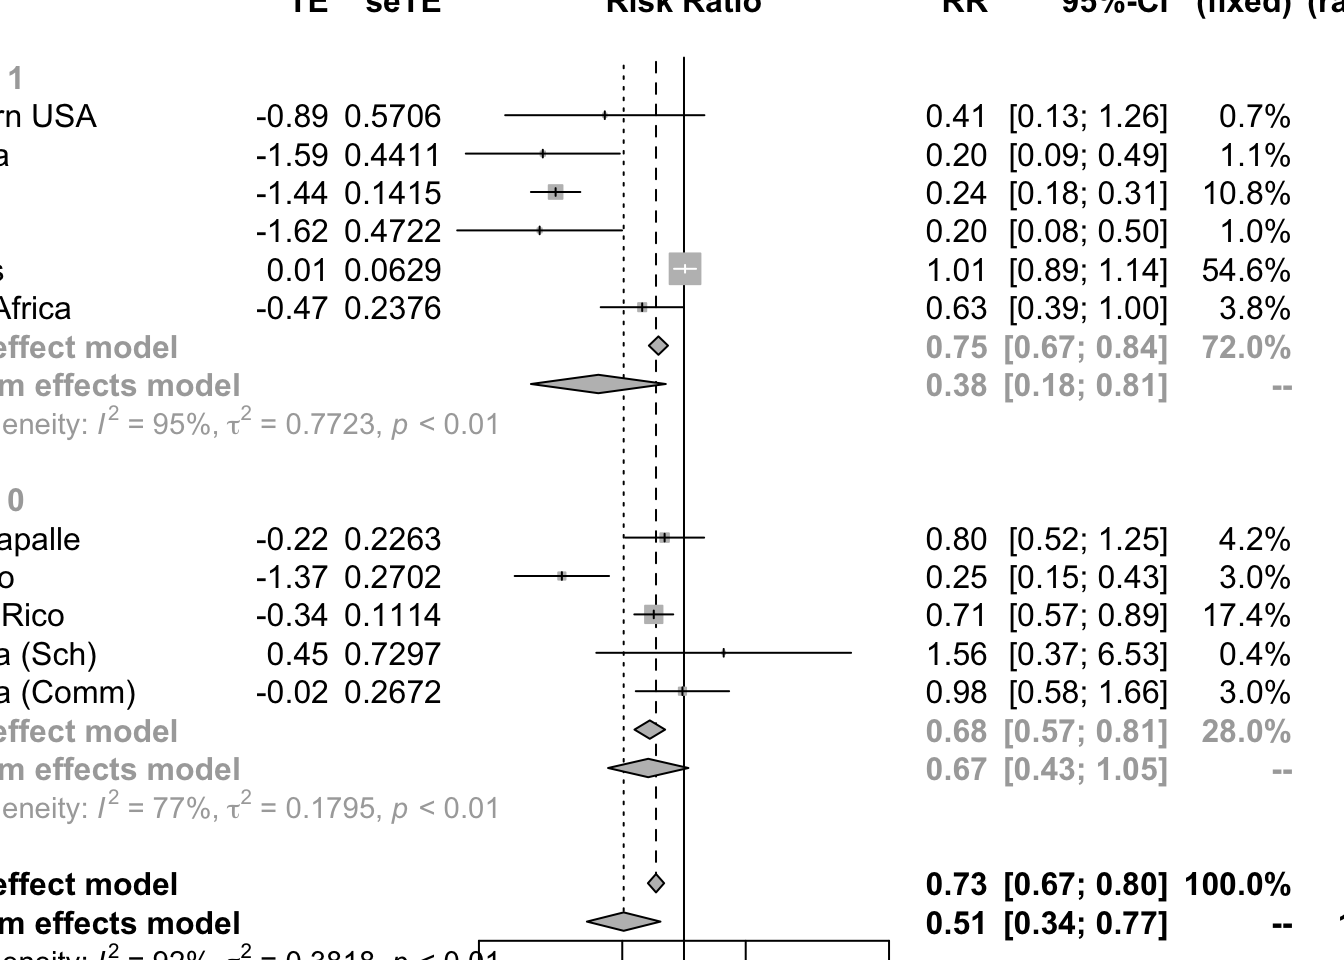 TE seTE Risk Ratio RR 95%-CI (fixed)
1
USA -0.89 0.5706 0.41 [0.13; 1.26] 0.7%
-1.59 0.4411 0.20 [0.09; 0.49] 1.1%
-1.44 0.1415 0.24 [0.18; 0.31] 10.8%
-1.62 0.4722 0.20 [0.08; 0.50] 1.0%
0.01 0.0629 1.01 [0.89; 1.14] 54.6%
Africa -0.47 0.2376 0.63 [0.39; 1.00] 3.8%
effect model 0.75 [0.67; 0.84] 72.0%
m effects model 0.38 [0.18; 0.81] --
eneity: I² = 95%, τ² = 0.7723, p < 0.01
0
apalle -0.22 0.2263 0.80 [0.52; 1.25] 4.2%
o -1.37 0.2702 0.25 [0.15; 0.43] 3.0%
Rico -0.34 0.1114 0.71 [0.57; 0.89] 17.4%
a (Sch) 0.45 0.7297 1.56 [0.37; 6.53] 0.4%
a (Comm) -0.02 0.2672 0.98 [0.58; 1.66] 3.0%
effect model 0.68 [0.57; 0.81] 28.0%
m effects model 0.67 [0.43; 1.05] --
eneity: I² = 77%, τ² = 0.1795, p < 0.01
effect model 0.73 [0.67; 0.80] 100.0%
m effects model 0.51 [0.34; 0.77] --
I² = 92%, τ² = 0.3818, p < 0.01